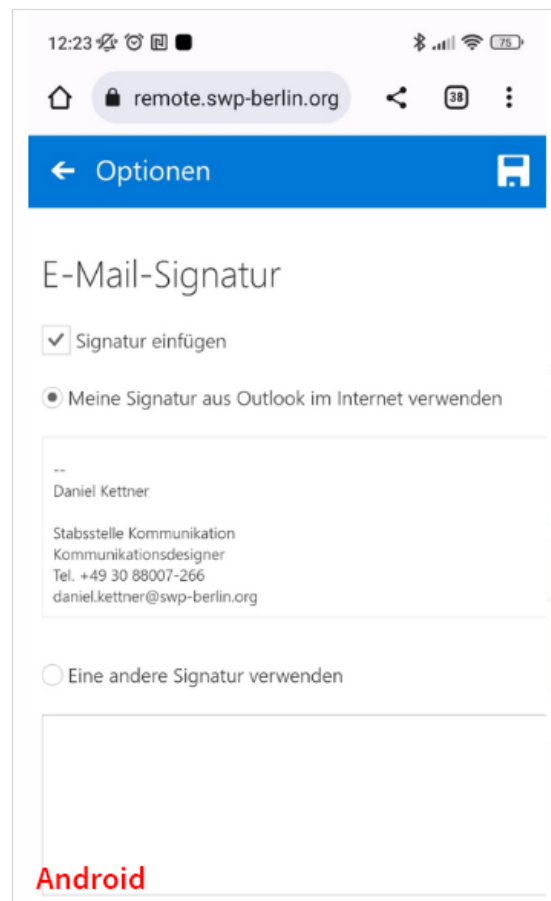 12:23
75
remote.swp-berlin.org
38
Optionen
E-Mail-Signatur
Signatur einfügen
Meine Signatur aus Outlook im Internet verwenden
--
Daniel Kettner
Stabsstelle Kommunikation
Kommunikationsdesigner
Tel. +49 30 88007-266
daniel.kettner@swp-berlin.org
Eine andere Signatur verwenden
Android